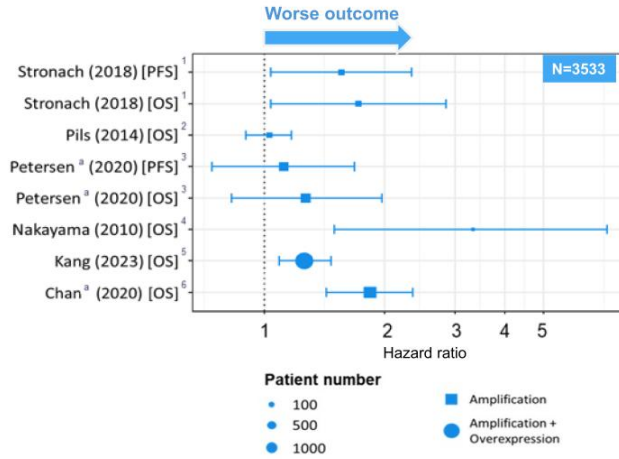 Worse outcome
N=3533
Stronach (2018) [PFS] 1
Stronach (2018) [OS] 1
Pils (2014) [OS] 2
Petersen a (2020) [PFS] 3
Petersen a (2020) [OS] 3
Nakayama (2010) [OS] 4
Kang (2023) [OS] 5
Chan a (2020) [OS] 6
1 2 3 4 5
Hazard ratio
Patient number
100
500
1000
Amplification
Amplification +
Overexpression